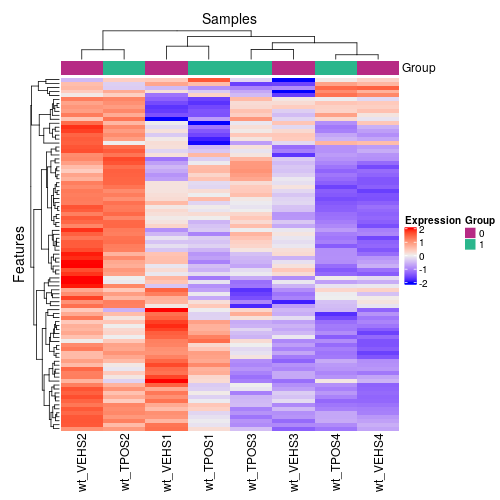 Samples
Group
Features
Expression
2
1
0
-1
-2
Group
0
1
wt_VEHS2
wt_TPOS2
wt_VEHS1
wt_TPOS1
wt_TPOS3
wt_VEHS3
wt_TPOS4
wt_VEHS4